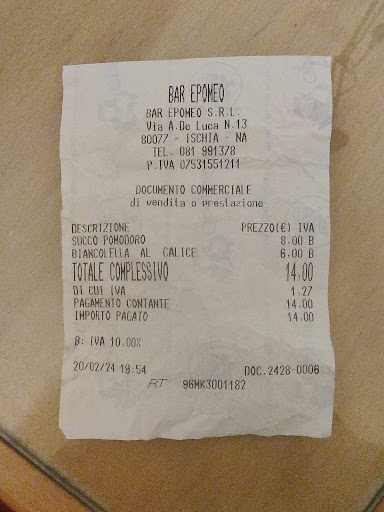 BAR EPOMEO
BAR EPOMEO S.R.L.
Via A.De Luca N.13
80077 - ISCHIA - NA
TEL. 081 991378
P.IVA 07531551211
DOCUMENTO COMMERCIALE
di vendita o prestazione
DESCRIZIONE PREZZO(€) IVA
SUCCO POMODORO 8.00 B
BIANCOLELLA AL CALICE 6.00 B
TOTALE COMPLESSIVO 14.00
DI CUI IVA 1.27
PAGAMENTO CONTANTE 14.00
IMPORTO PAGATO 14.00
B: IVA 10.00%
20/02/24 19:54 DOC.2428-0006
RT 96MK3001182